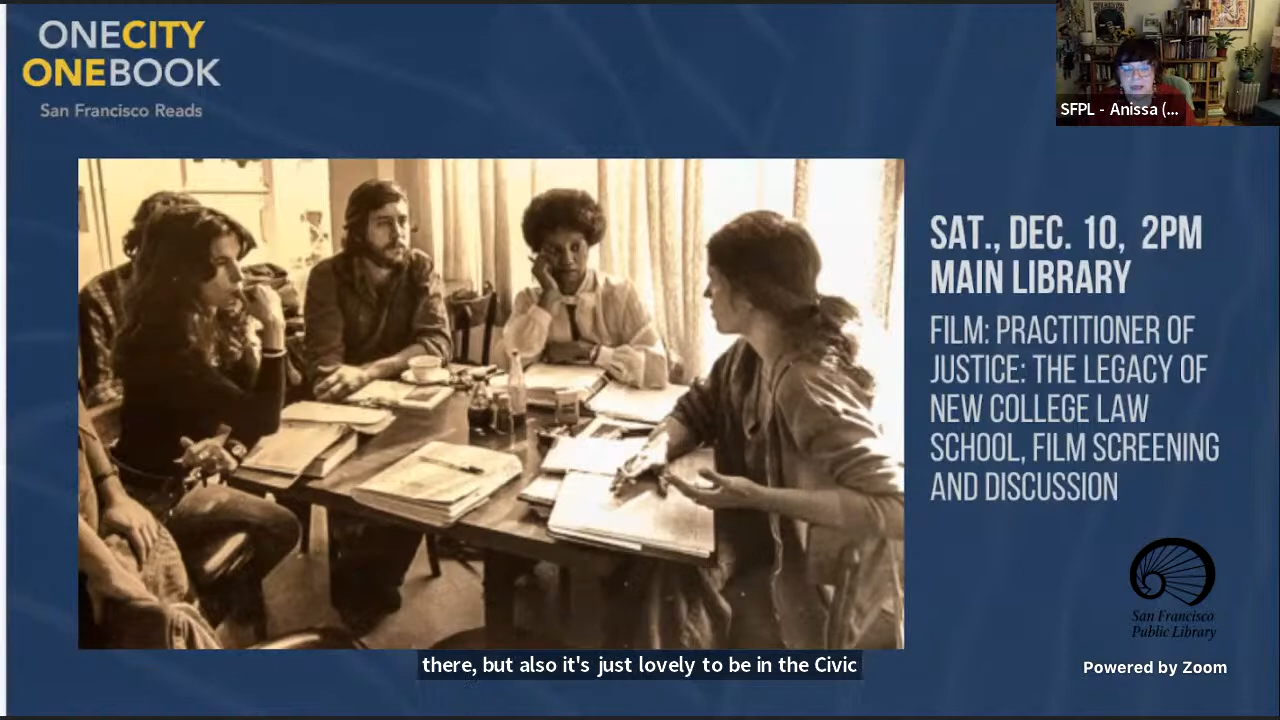 ONECITY
ONEBOOK
San Francisco Reads
SFPL - Anissa (...
SAT., DEC. 10, 2PM
MAIN LIBRARY
FILM: PRACTITIONER OF
JUSTICE: THE LEGACY OF
NEW COLLEGE LAW
SCHOOL, FILM SCREENING
AND DISCUSSION
San Francisco
Public Library
there, but also it's just lovely to be in the Civic
Powered by Zoom